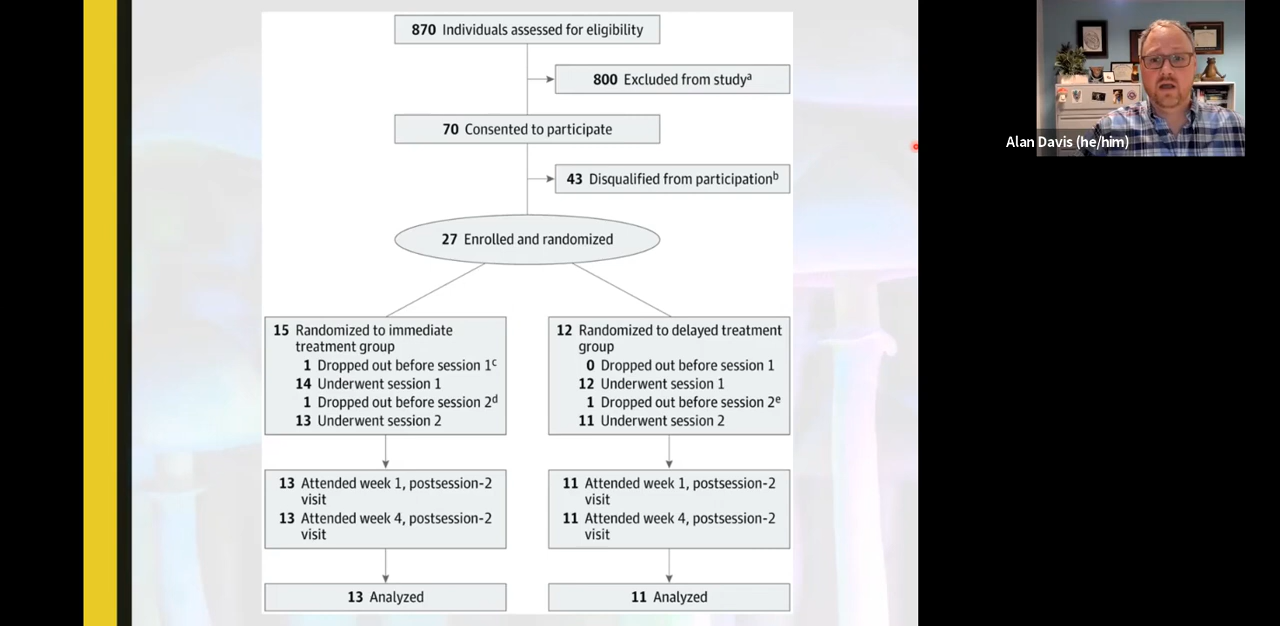 870 Individuals assessed for eligibility
800 Excluded from studyᵃ
70 Consented to participate
43 Disqualified from participationᵇ
27 Enrolled and randomized
15 Randomized to immediate
treatment group
1 Dropped out before session 1ᶜ
14 Underwent session 1
1 Dropped out before session 2ᵈ
13 Underwent session 2
12 Randomized to delayed treatment
group
0 Dropped out before session 1
12 Underwent session 1
1 Dropped out before session 2ᵉ
11 Underwent session 2
13 Attended week 1, postsession-2
visit
13 Attended week 4, postsession-2
visit
11 Attended week 1, postsession-2
visit
11 Attended week 4, postsession-2
visit
13 Analyzed
11 Analyzed
Alan Davis (he/him)